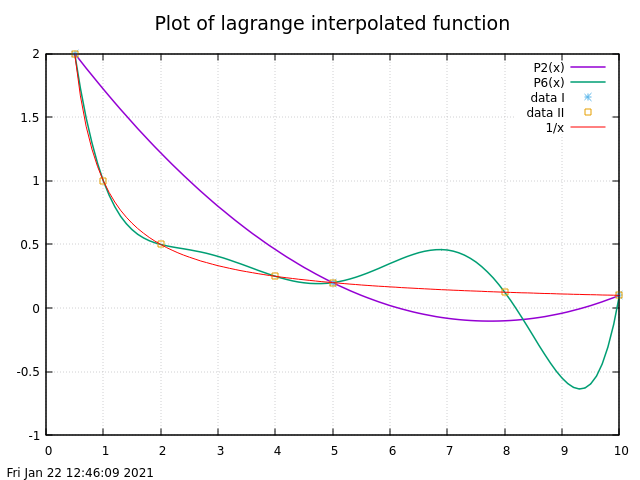 Plot of lagrange interpolated function
2
1.5
1
0.5
0
-0.5
-1
P2(x)
P6(x)
data I
data II
1/x
0 1 2 3 4 5 6 7 8 9 10
Fri Jan 22 12:46:09 2021